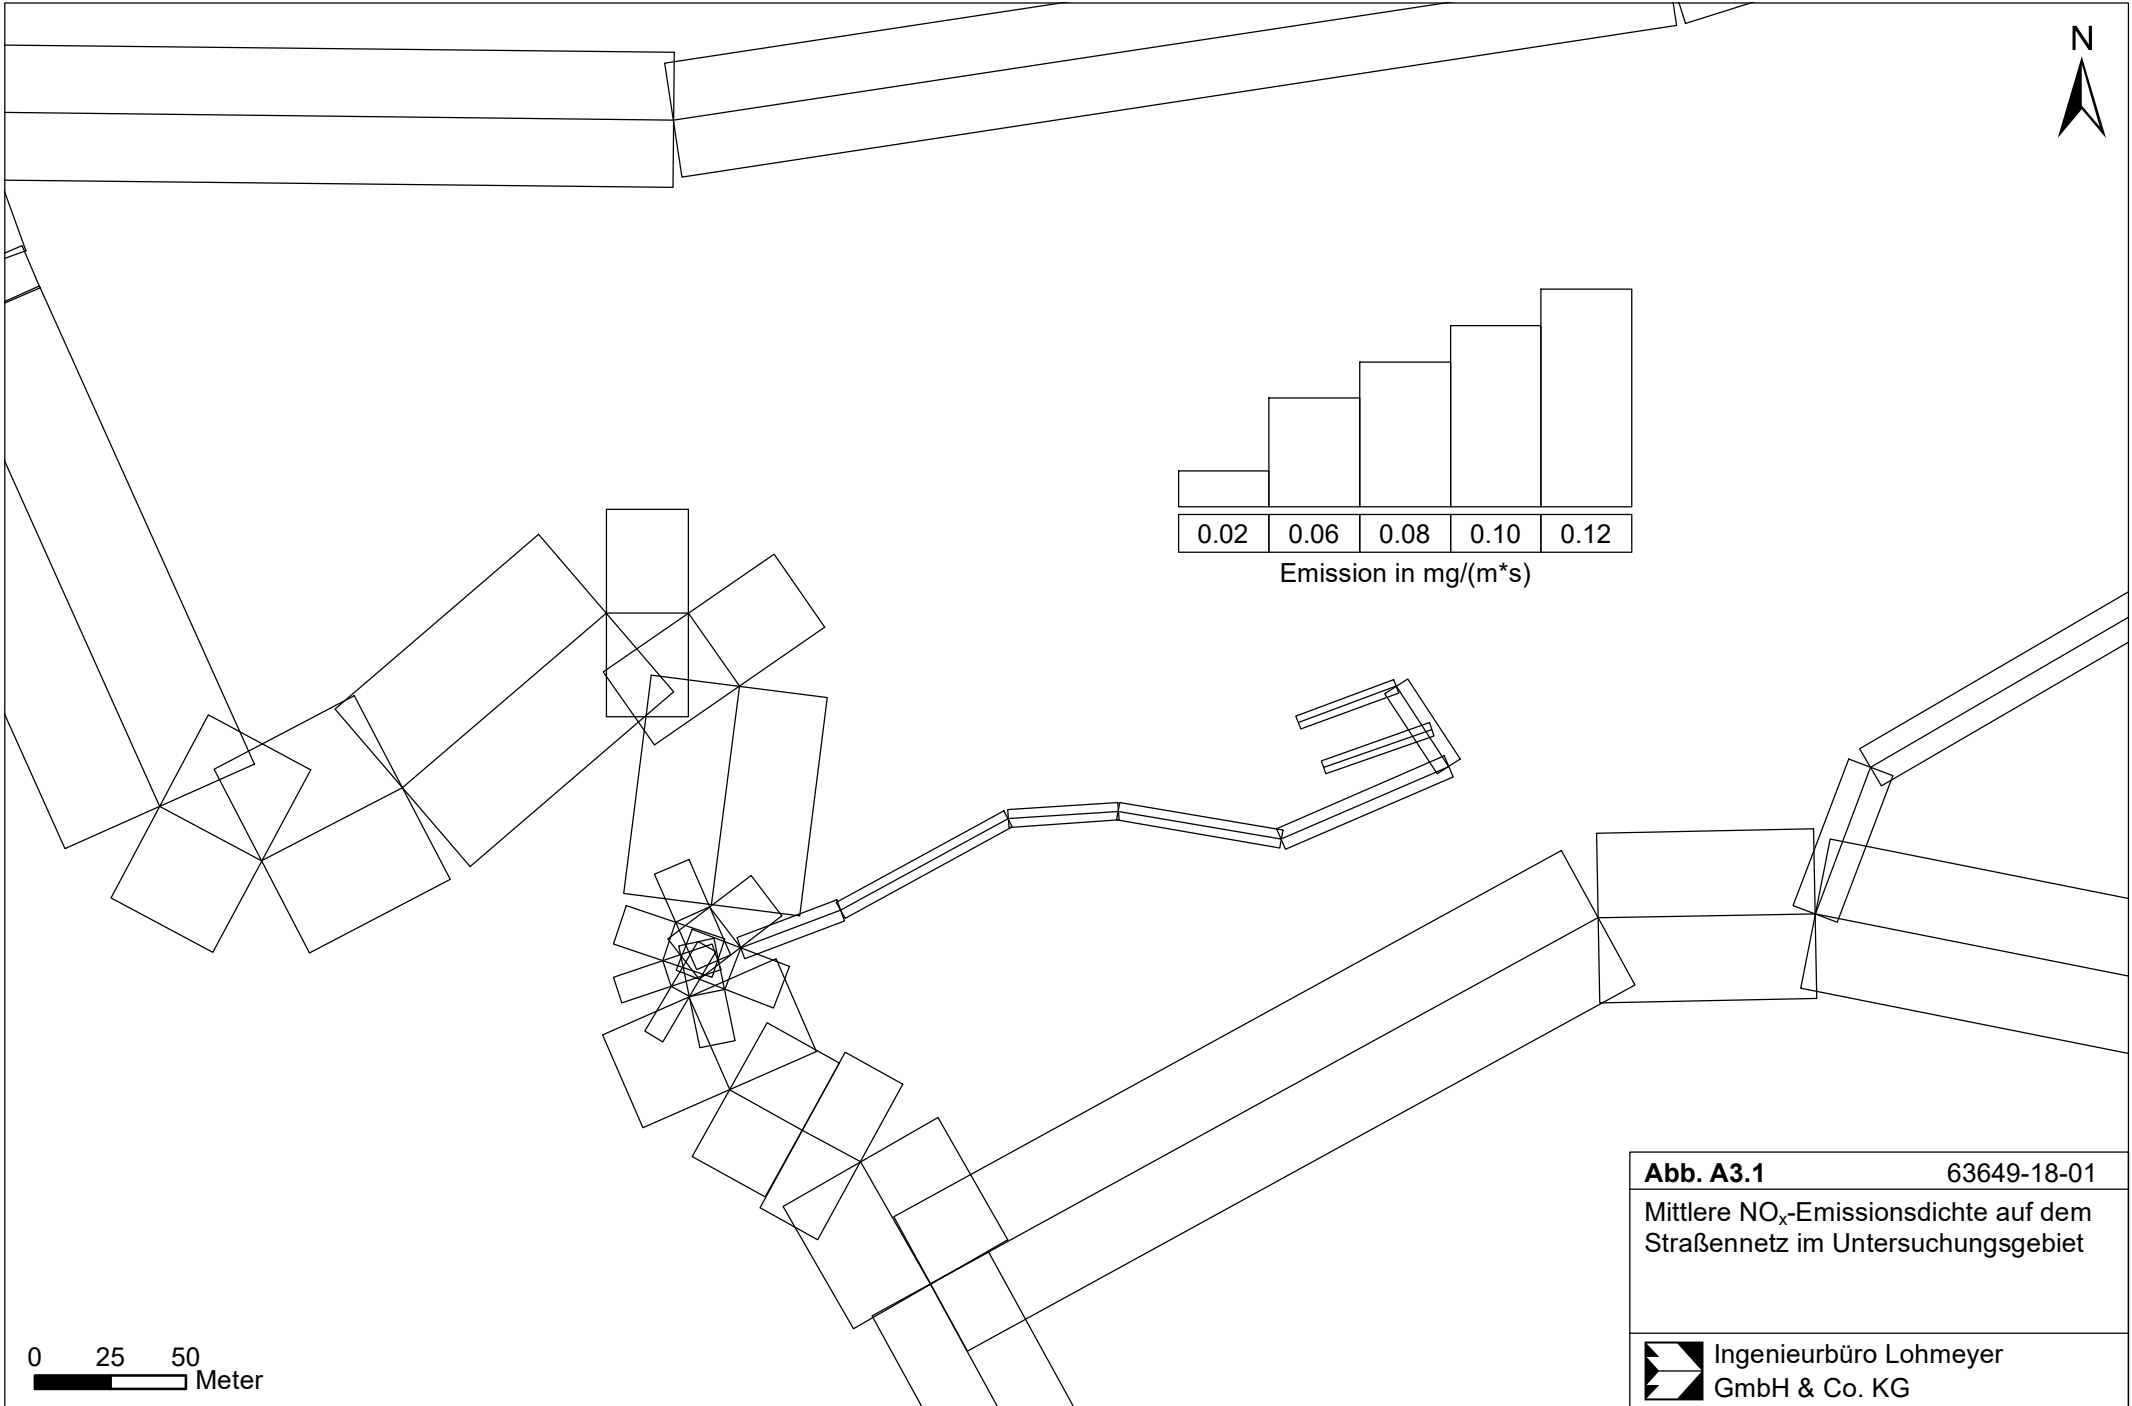 N
0.02 0.06 0.08 0.10 0.12
Emission in mg/(m*s)
Abb. A3.1 63649-18-01
Mittlere NOₓ-Emissionsdichte auf dem
Straßennetz im Untersuchungsgebiet
0 25 50
Meter
Ingenieurbüro Lohmeyer
GmbH & Co. KG